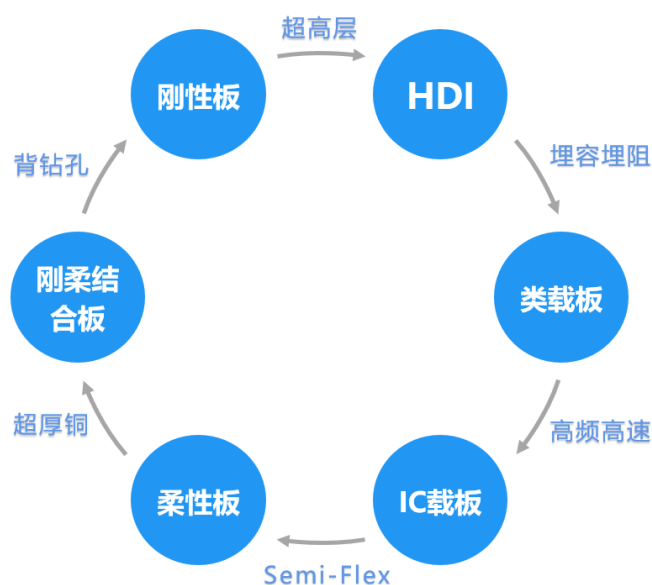 超高层
刚性板
HDI
背钻孔
埋容埋阻
刚柔结
合板
类载板
超厚铜
高频高速
柔性板
IC载板
Semi-Flex